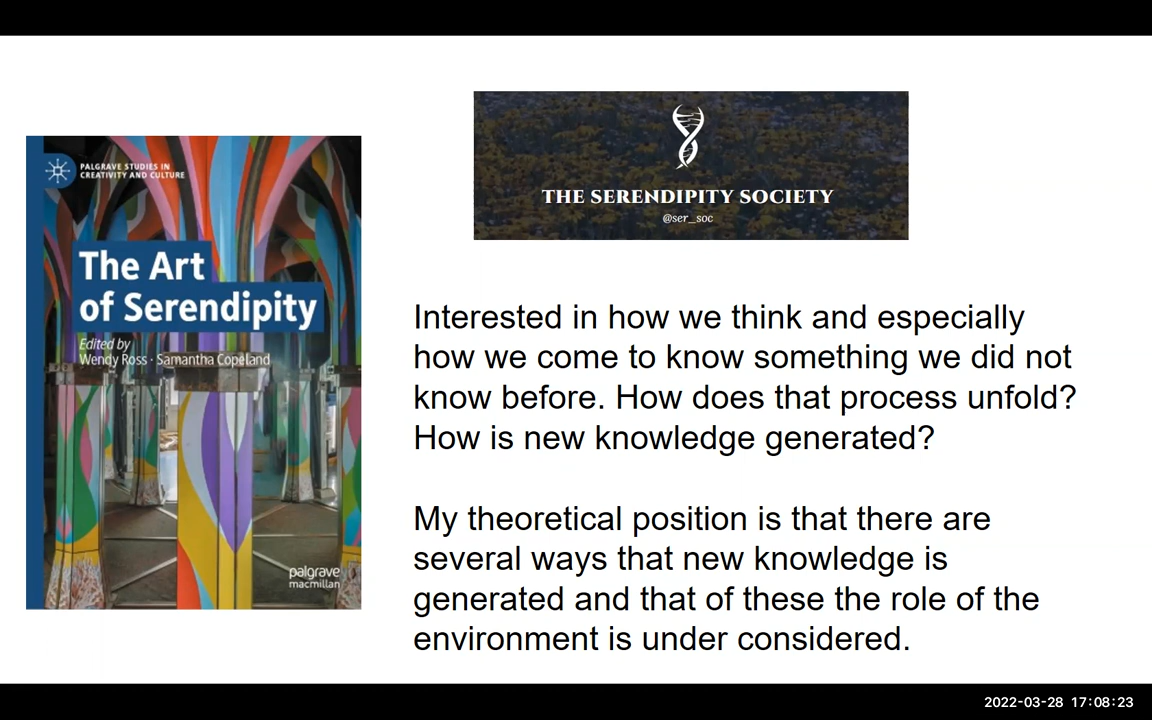 PALGRAVE STUDIES IN
CREATIVITY AND CULTURE
The Art
of Serendipity
Edited by
Wendy Ross · Samantha Copeland
palgrave
macmillan
THE SERENDIPITY SOCIETY
@ser_soc
Interested in how we think and especially
how we come to know something we did not
know before. How does that process unfold?
How is new knowledge generated?
My theoretical position is that there are
several ways that new knowledge is
generated and that of these the role of the
environment is under considered.
2022-03-28 17:08:23